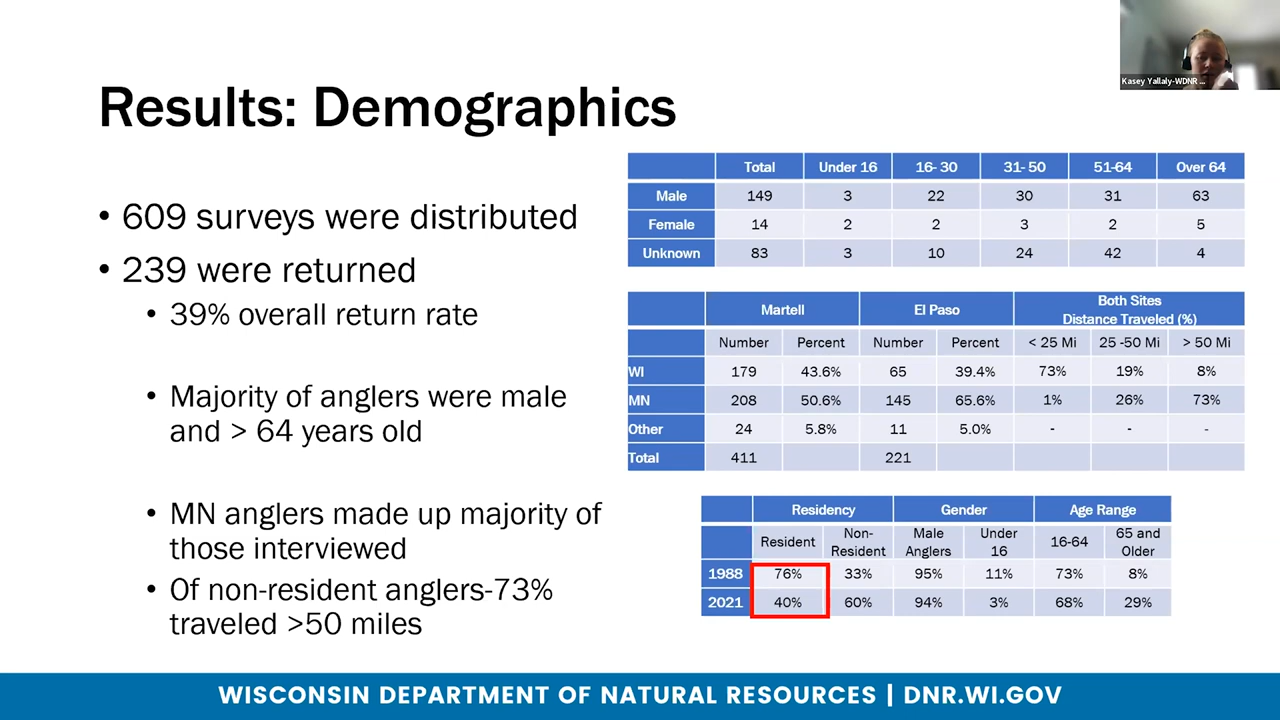 Kasey Yallaly-WDNR ...
Results: Demographics
• 609 surveys were distributed
• 239 were returned
• 39% overall return rate
• Majority of anglers were male
and > 64 years old
• MN anglers made up majority of
those interviewed
• Of non-resident anglers-73%
traveled >50 miles
Total Under 16 16- 30 31- 50 51-64 Over 64
Male 149 3 22 30 31 63
Female 14 2 2 3 2 5
Unknown 83 3 10 24 42 4
Martell El Paso Both Sites
Distance Traveled (%)
Number Percent Number Percent < 25 Mi 25 -50 Mi > 50 Mi
WI 179 43.6% 65 39.4% 73% 19% 8%
MN 208 50.6% 145 65.6% 1% 26% 73%
Other 24 5.8% 11 5.0% - - -
Total 411 221
Residency Gender Age Range
Resident Non-
Resident Male
Anglers Under
16 16-64 65 and
Older
1988 76% 33% 95% 11% 73% 8%
2021 40% 60% 94% 3% 68% 29%
WISCONSIN DEPARTMENT OF NATURAL RESOURCES | DNR.WI.GOV